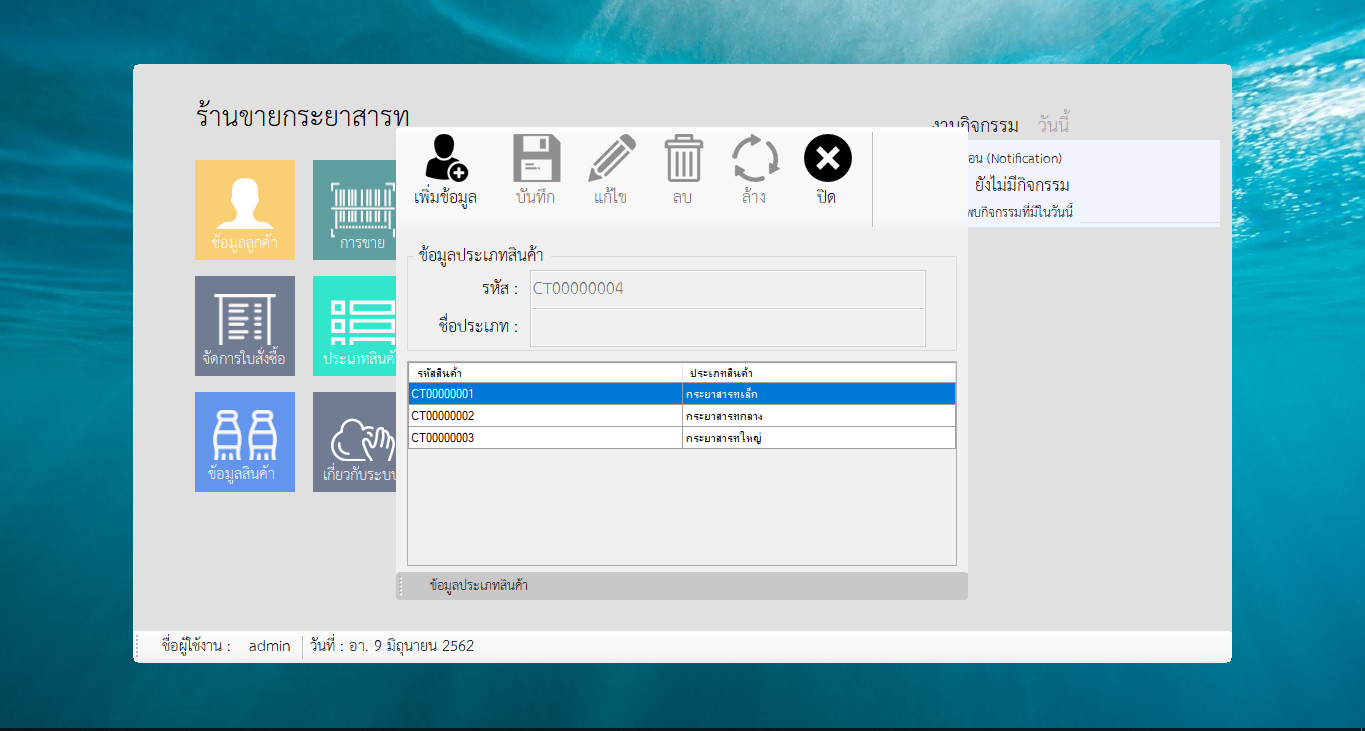 ร้านขายกระยาสารท
งานกิจกรรม วันนี้
อน (Notification)
ยังไม่มีกิจกรรม
พบกิจกรรมที่มีในวันนี้
ข้อมูลลูกค้า
การขาย
จัดการใบสั่งซื้อ
ประเภทสินค้
ข้อมูลสินค้า
เกี่ยวกับระบบ
เพิ่มข้อมูล บันทึก แก้ไข ลบ ล้าง ปิด
ข้อมูลประเภทสินค้า
รหัส : CT00000004
ชื่อประเภท :
รหัสสินค้า ประเภทสินค้า
CT00000001 กระยาสารทเล็ก
CT00000002 กระยาสารทกลาง
CT00000003 กระยาสารทใหญ่
ข้อมูลประเภทสินค้า
ชื่อผู้ใช้งาน : admin วันที่ : อา. 9 มิถุนายน 2562